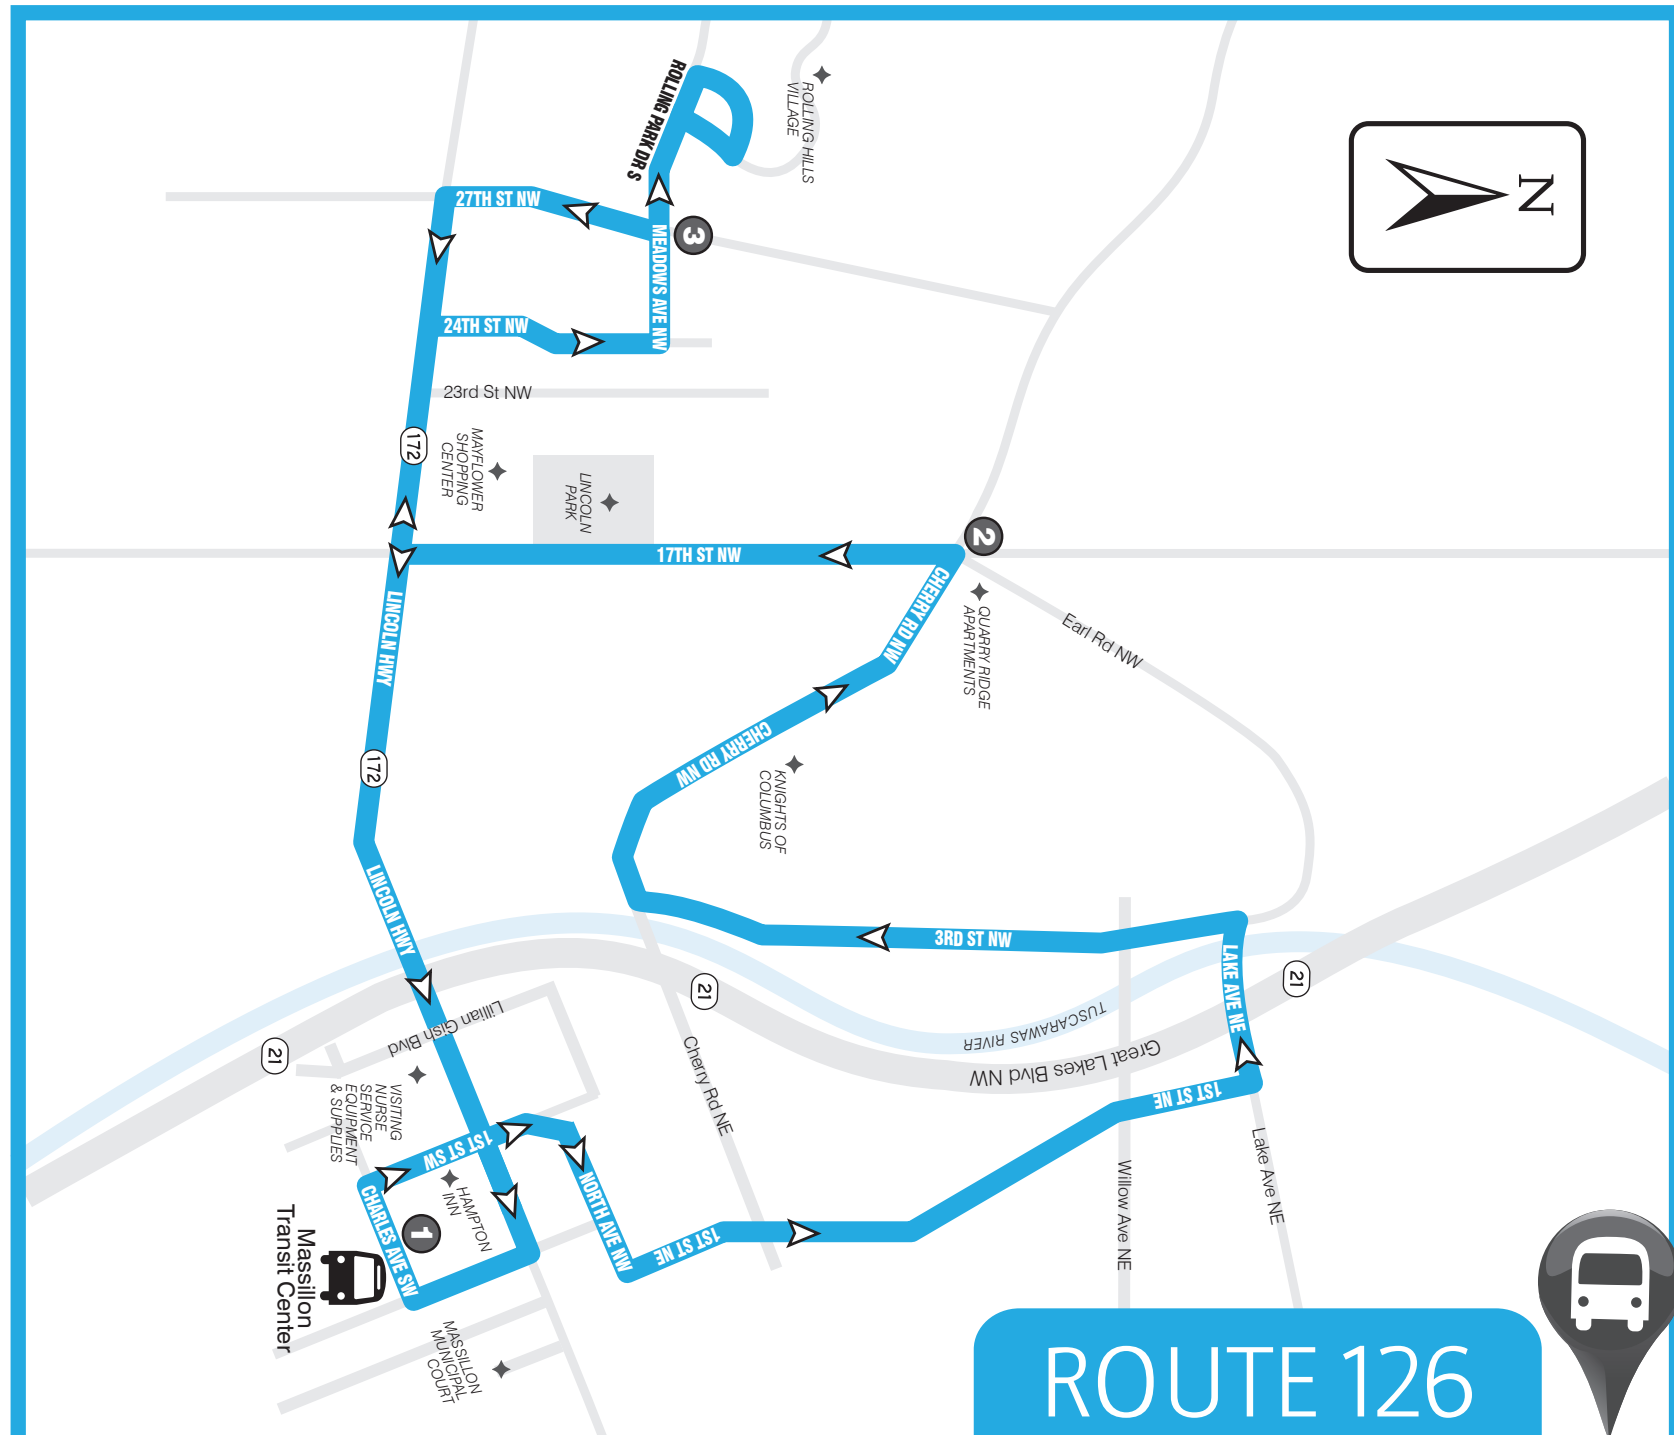 ROLLING PARK DR S
ROLLING HILLS
VILLAGE
N
27TH ST NW
3
MEADOWS AVE NW
24TH ST NW
23rd St NW
172
MAYFLOWER
SHOPPING
CENTER
LINCOLN
PARK
2
17TH ST NW
CHERRY RD NW
QUARRY RIDGE
APARTMENTS
Earl Rd NW
LINCOLN HWY
CHERRY RD NW
KNIGHTS OF
COLUMBUS
172
LINCOLN HWY
3RD ST NW
LAKE AVE NE
21
21
TUSCARAWAS RIVER
Great Lakes Blvd NW
Lillian Gish Blvd
21
Cherry Rd NE
1ST ST NE
VISITING
NURSE
SERVICE
EQUIPMENT
& SUPPLIES
1ST ST SW
HAMPTON
INN
NORTH AVE NW
Willow Ave NE
Lake Ave NE
CHARLES AVE SW
1
1ST ST NE
Massillon
Transit Center
MASSILLON
MUNICIPAL
COURT
ROUTE 126